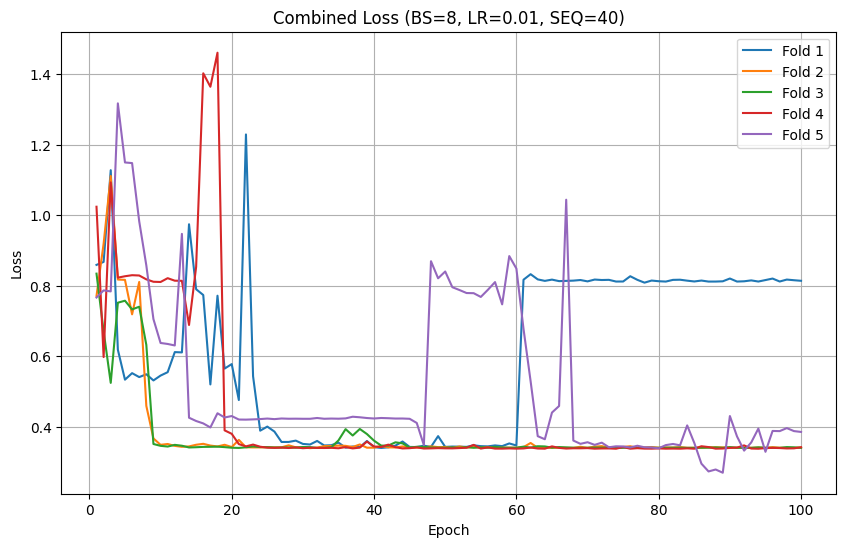 Combined Loss (BS=8, LR=0.01, SEQ=40)
Fold 1
Fold 2
Fold 3
Fold 4
Fold 5
Loss
1.4
1.2
1.0
0.8
0.6
0.4
0 20 40 60 80 100
Epoch